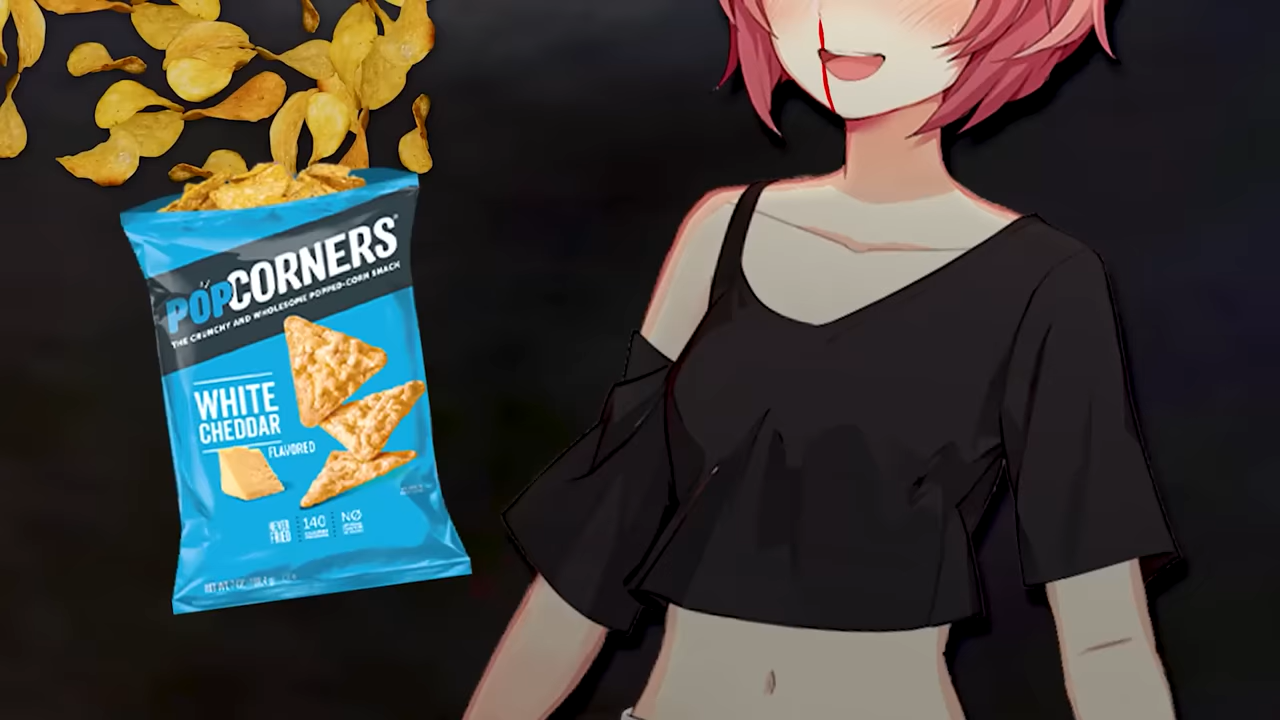 POPCORNERS
THE CRUNCHY AND WHOLESOME POPPED-CORN SNACK
WHITE
CHEDDAR
FLAVORED
NEVER
FRIED
140
NO